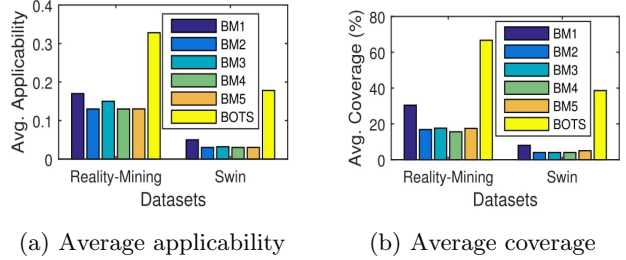 0.4
0.3
0.2
0.1
0
Avg. Applicability
BM1
BM2
BM3
BM4
BM5
BOTS
Reality-Mining Swin
Datasets
(a) Average applicability
80
60
40
20
0
Avg. Coverage (%)
BM1
BM2
BM3
BM4
BM5
BOTS
Reality-Mining Swin
Datasets
(b) Average coverage